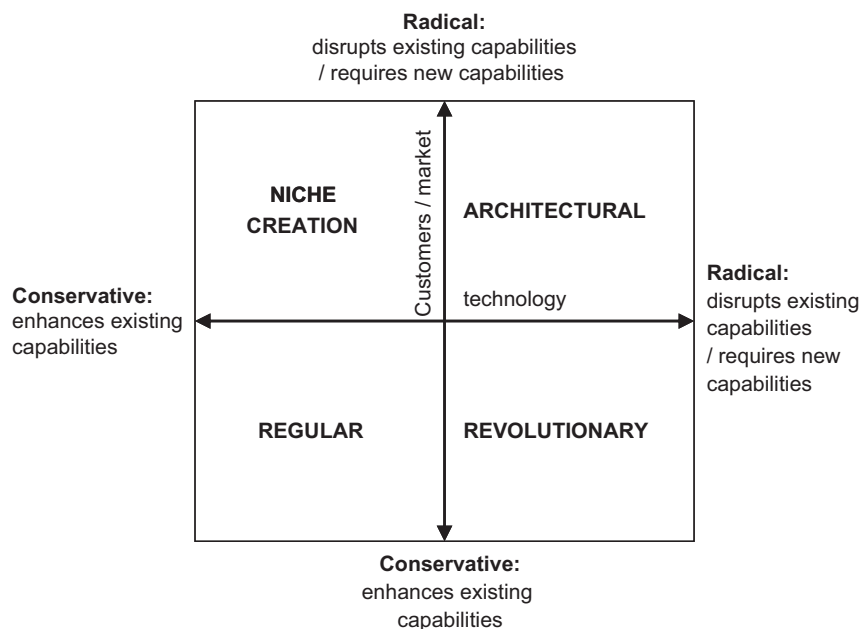 Radical:
disrupts existing capabilities
/ requires new capabilities
NICHE
CREATION
Customers / market
ARCHITECTURAL
Conservative:
enhances existing
capabilities
technology
Radical:
disrupts existing
capabilities
/ requires new
capabilities
REGULAR
REVOLUTIONARY
Conservative:
enhances existing
capabilities